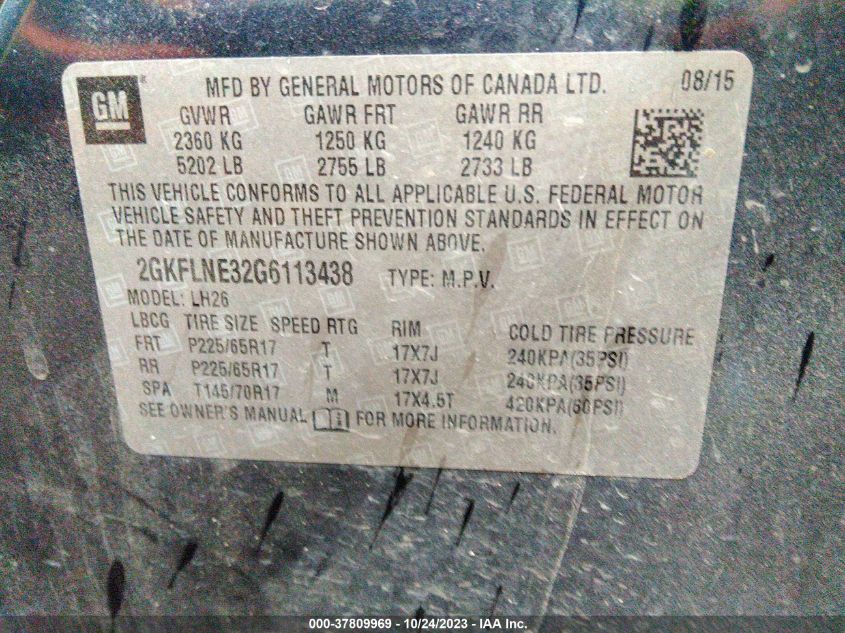 GM ® MFD BY GENERAL MOTORS OF CANADA LTD. 08/15
GVWR GAWR FRT GAWR RR
2360 KG 1250 KG 1240 KG
5202 LB 2755 LB 2733 LB
THIS VEHICLE CONFORMS TO ALL APPLICABLE U.S. FEDERAL MOTOR
VEHICLE SAFETY AND THEFT PREVENTION STANDARDS IN EFFECT ON
THE DATE OF MANUFACTURE SHOWN ABOVE.
2GKFLNE32G6113438 TYPE: M.P.V.
MODEL: LH26
LBCG TIRE SIZE SPEED RTG RIM COLD TIRE PRESSURE
FRT P225/65R17 T 17X7J 240KPA(35PSI)
RR P225/65R17 T 17X7J 240KPA(35PSI)
SPA T145/70R17 M 17X4.5T 420KPA(60PSI)
SEE OWNER'S MANUAL FOR MORE INFORMATION.
000-37809969 - 10/24/2023 - IAA Inc.